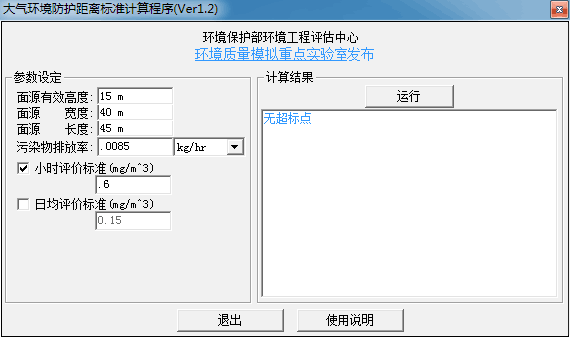 大气环境防护距离标准计算程序(Ver1.2)
环境保护部环境工程评估中心
环境质量模拟重点实验室发布
参数设定
面源有效高度: 15 m
面源 宽度: 40 m
面源 长度: 45 m
污染物排放率: .0085 kg/hr
小时评价标准(mg/m^3)
.6
日均评价标准(mg/m^3)
0.15
计算结果
运行
无超标点
退出 使用说明